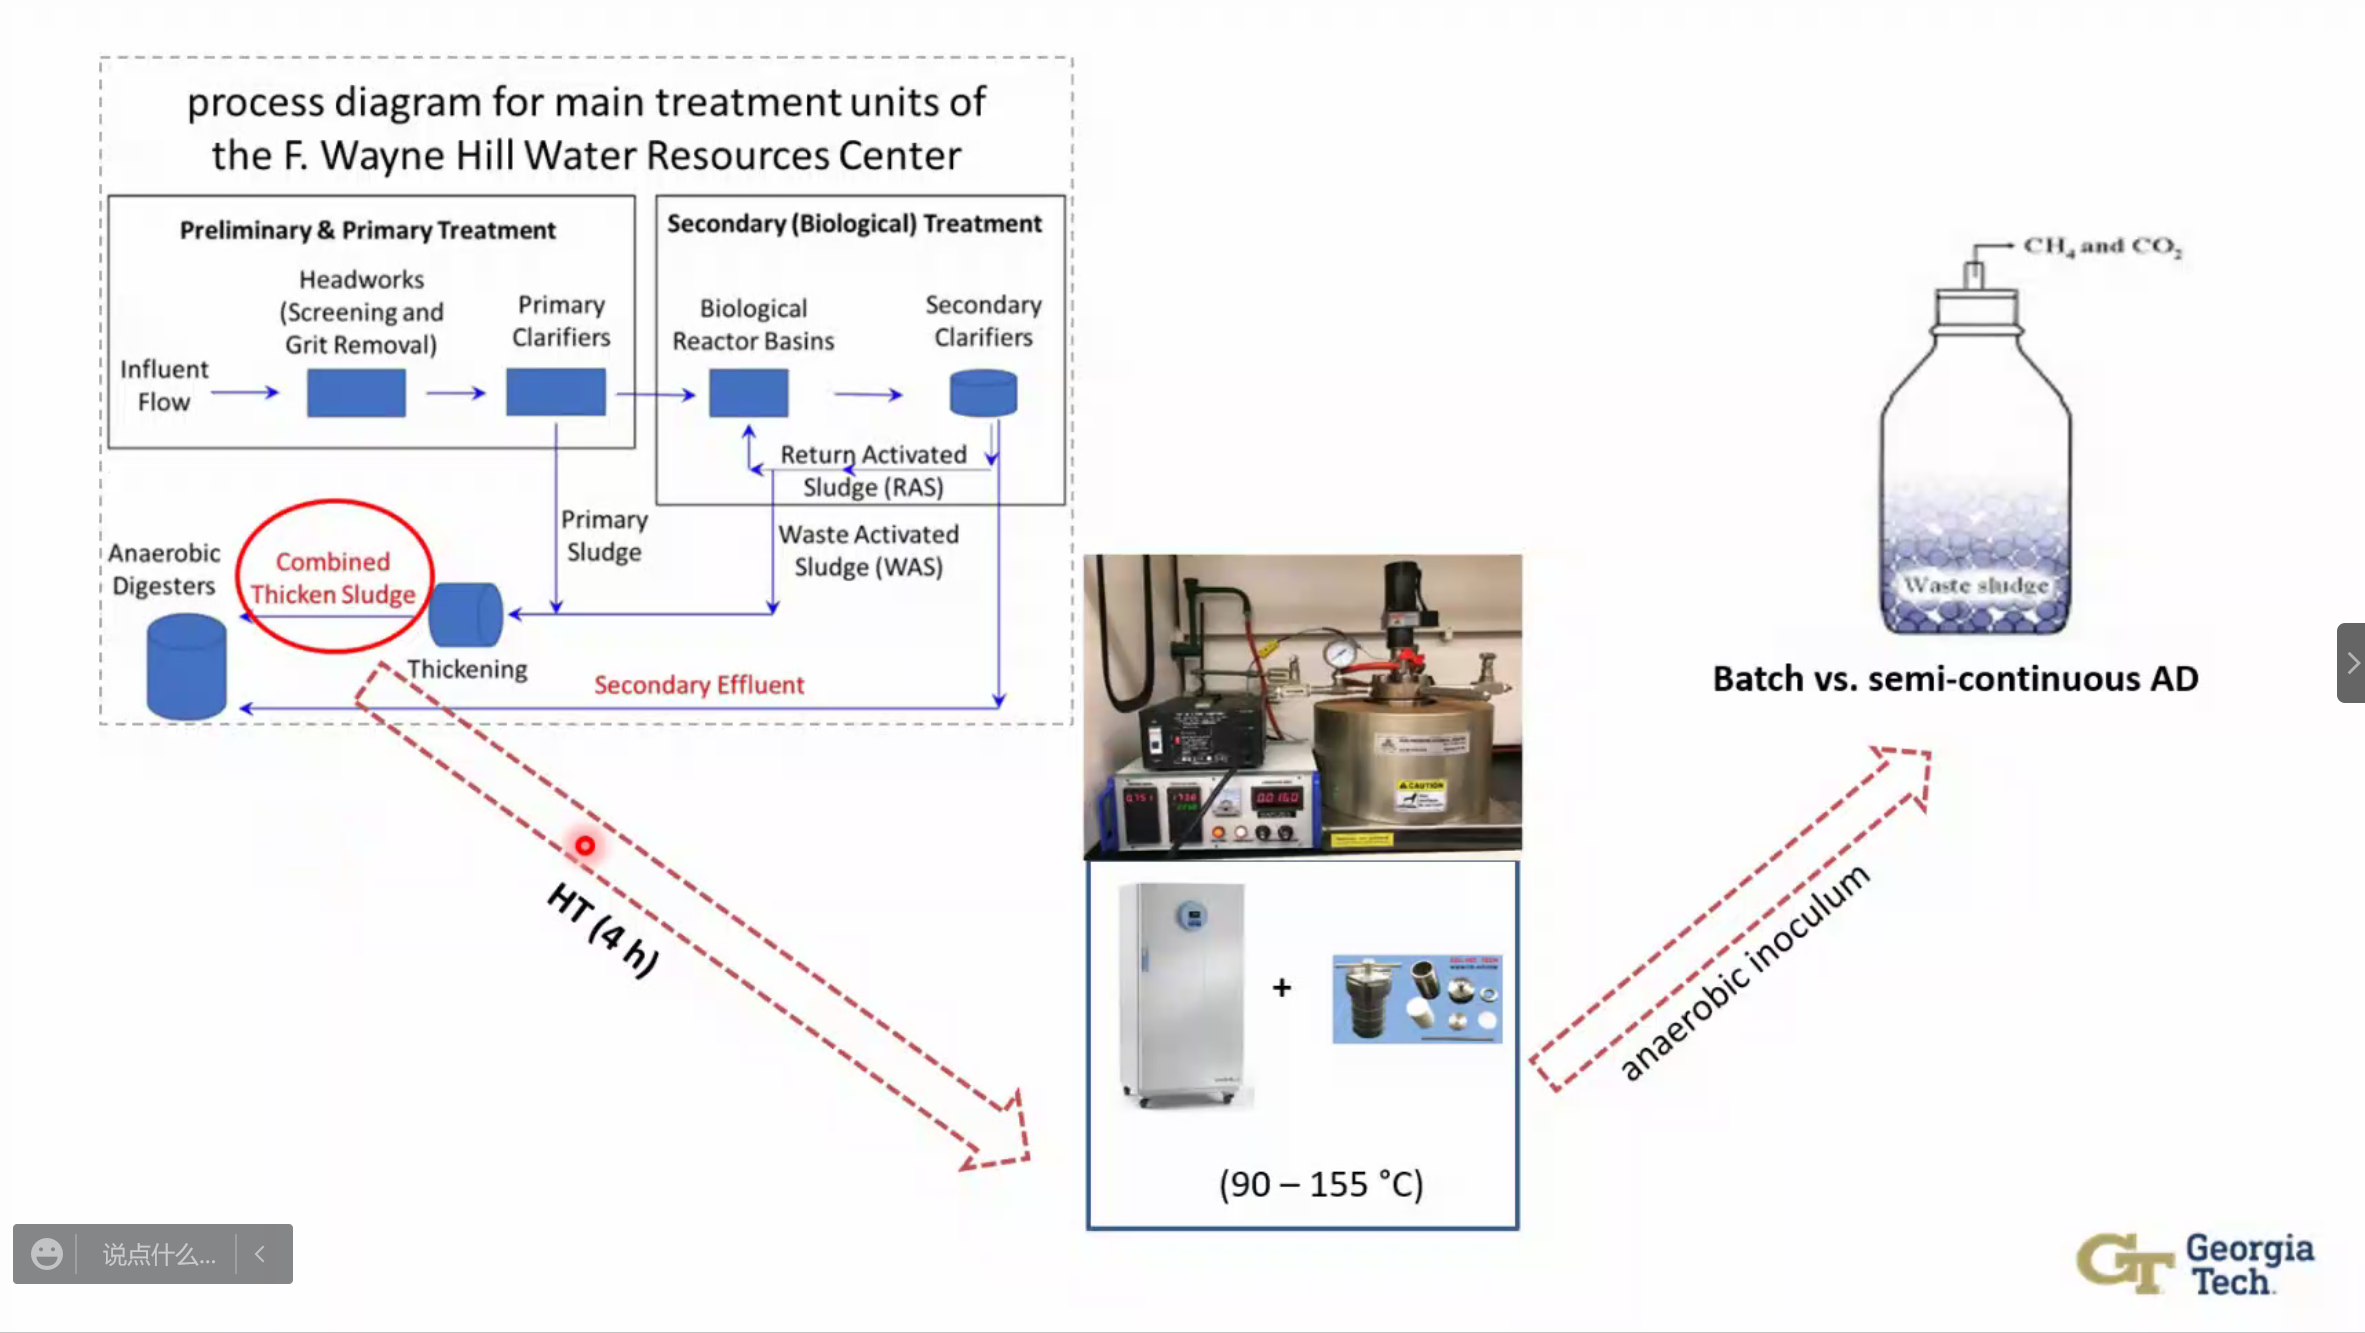 process diagram for main treatment units of
the F. Wayne Hill Water Resources Center
Preliminary & Primary Treatment
Secondary (Biological) Treatment
Headworks
(Screening and
Grit Removal)
Primary
Clarifiers
Biological
Reactor Basins
Secondary
Clarifiers
Influent
Flow
Return Activated
Sludge (RAS)
Primary
Sludge
Waste Activated
Sludge (WAS)
Anaerobic
Digesters
Combined
Thicken Sludge
Thickening
Secondary Effluent
HT (4 h)
CAUTION
+
(90 – 155 °C)
anaerobic inoculum
CH₄ and CO₂
Waste sludge
Batch vs. semi-continuous AD
说点什么...
GT
Georgia
Tech.